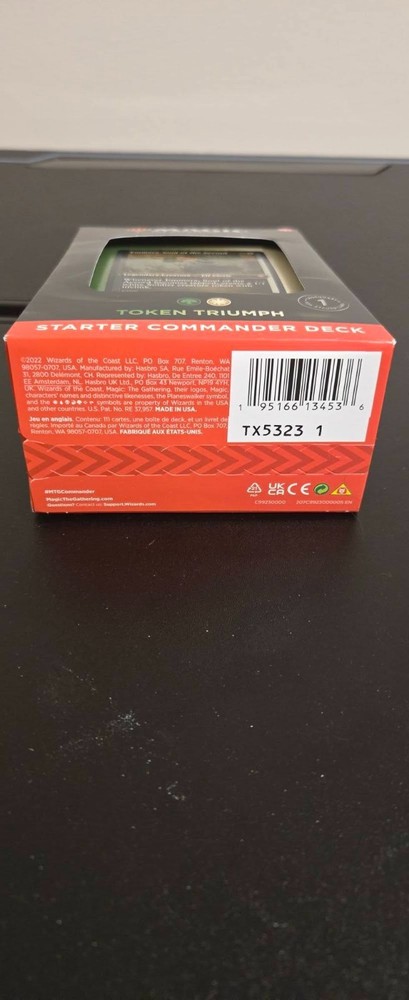 MAGIC
Legendary Creature
1
TOKEN TRIUMPH
STARTER COMMANDER DECK
©2022 Wizards of the Coast LLC, PO Box 707, Renton, WA
98057-0707, USA. Manufactured by: Hasbro SA, Rue Emile-Boéchat
31, 2800 Delémont, CH. Represented by: Hasbro, De Entree 240, 1101
EE Amsterdam, NL. Hasbro UK Ltd., PO Box 43 Newport, NP19 4YH,
UK. Wizards of the Coast, Magic: The Gathering, their logos, Magic,
characters' names and distinctive likenesses, the Planeswalker symbol,
and the symbols are property of Wizards in the USA
and other countries. U.S. Pat. No. RE 37,957. MADE IN USA.
Jeu en anglais. Contenu: 111 cartes, une boîte de deck, et un livret de
règles. Importé au Canada par Wizards of the Coast LLC, PO Box 707,
Renton, WA 98057-0707, USA. FABRIQUÉ AUX ÉTATS-UNIS.
1 95166 13453 6
TX5323 1
#MTGCommander
MagicTheGathering.com
Questions? Contact us: Support.Wizards.com
UK CA CE